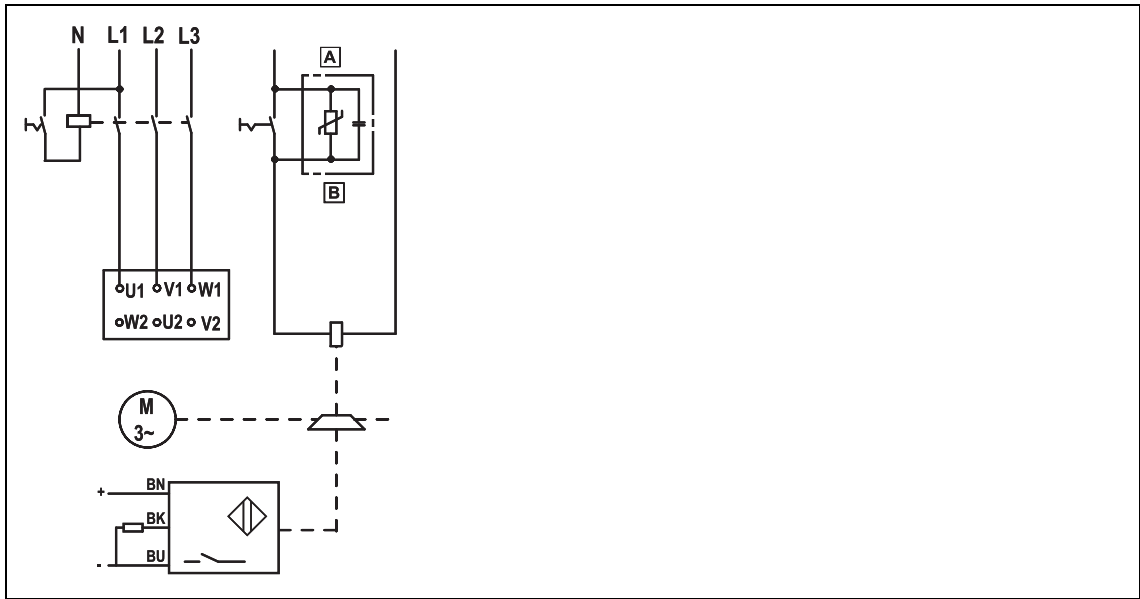 N L1 L2 L3
A
B
U1 V1 W1
W2 U2 V2
M
3~
+ BN
BK
- BU